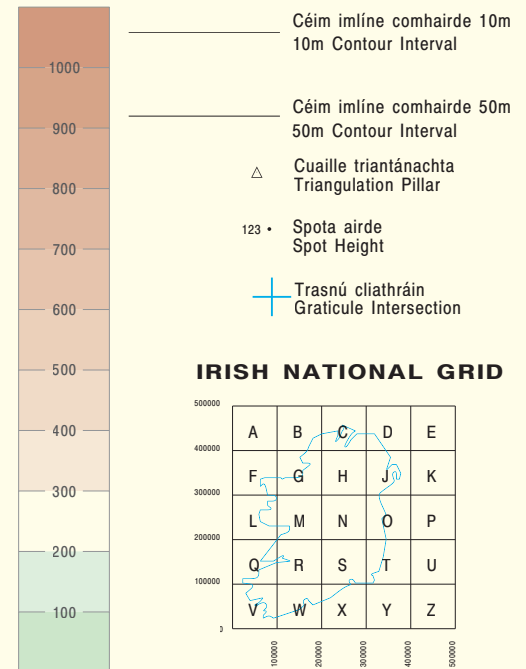 Céim imlíne comhairde 10m
10m Contour Interval
Céim imlíne comhairde 50m
50m Contour Interval
Cuaille triantánachta
Triangulation Pillar
123 •
Spota airde
Spot Height
Trasnú cliathráin
Graticule Intersection
1000
900
800
700
600
500
400
300
200
100
IRISH NATIONAL GRID
500000
A B C D E
400000
F G H J K
300000
L M N O P
200000
Q R S T U
100000
V W X Y Z
0
100000 200000 300000 400000 500000